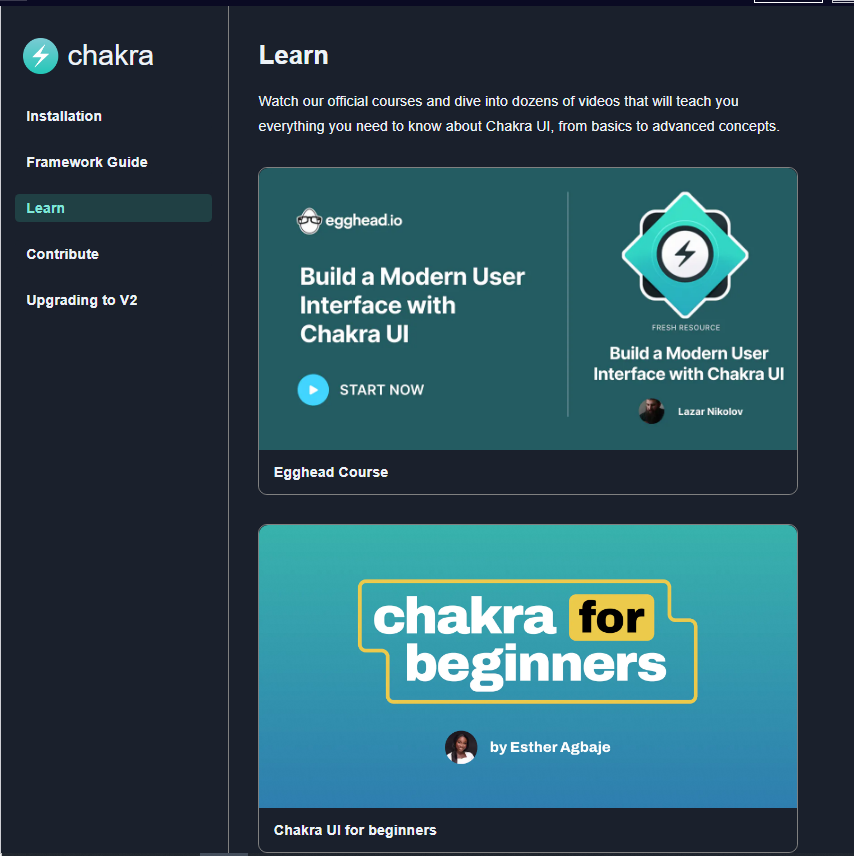 chakra
Installation
Framework Guide
Learn
Contribute
Upgrading to V2
Learn
Watch our official courses and dive into dozens of videos that will teach you
everything you need to know about Chakra UI, from basics to advanced concepts.
egghead.io
Build a Modern User
Interface with
Chakra UI
START NOW
FRESH RESOURCE
Build a Modern User
Interface with Chakra UI
Lazar Nikolov
Egghead Course
chakra for
beginners
by Esther Agbaje
Chakra UI for beginners